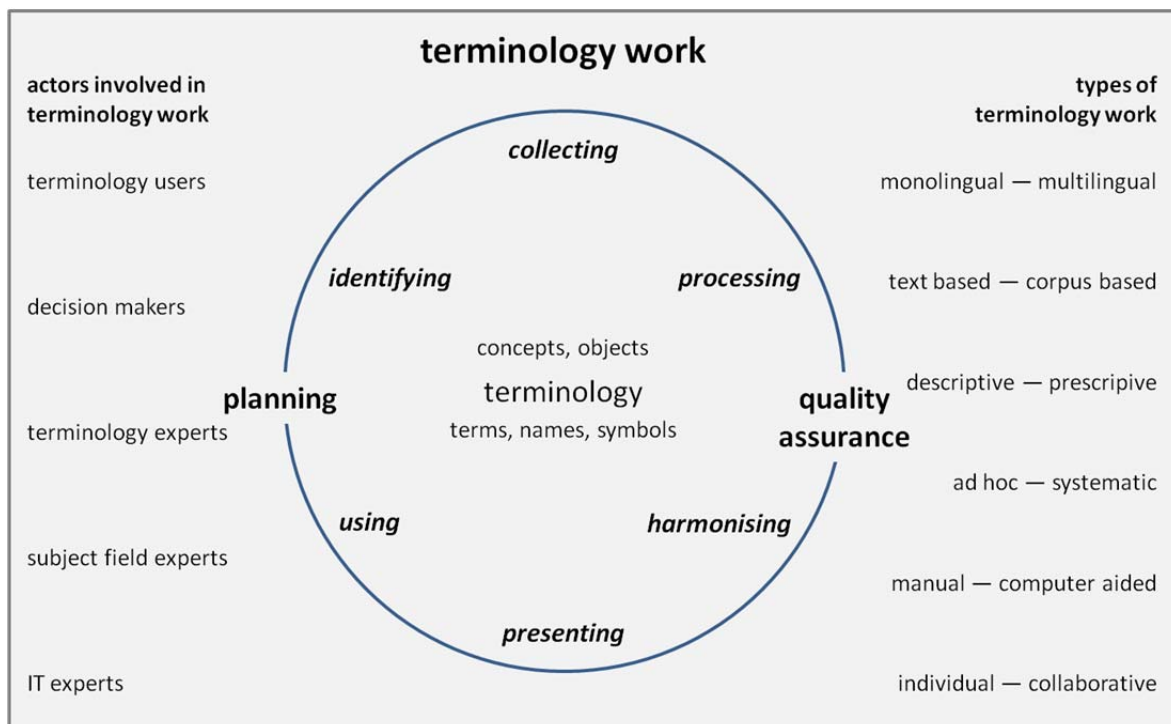 terminology work
actors involved in
terminology work
terminology users
decision makers
terminology experts
subject field experts
IT experts
collecting
identifying
processing
concepts, objects
terminology
terms, names, symbols
planning
quality
assurance
using
harmonising
presenting
types of
terminology work
monolingual — multilingual
text based — corpus based
descriptive — prescripive
ad hoc — systematic
manual — computer aided
individual — collaborative